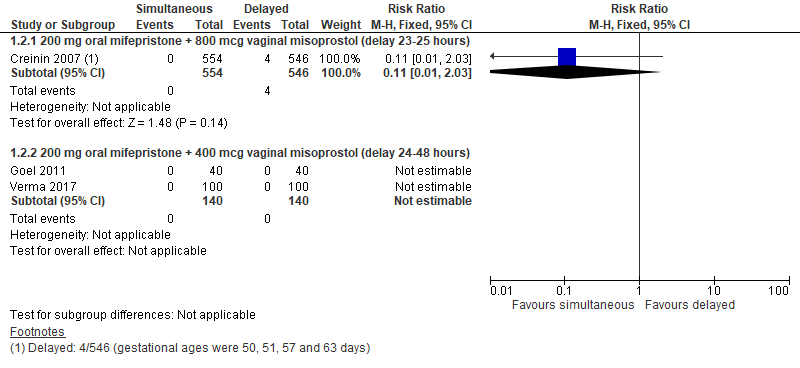 Simultaneous Delayed Risk Ratio Risk Ratio
Study or Subgroup Events Total Events Total Weight M-H, Fixed, 95% CI M-H, Fixed, 95% CI
1.2.1 200 mg oral mifepristone + 800 mcg vaginal misoprostol (delay 23-25 hours)
Creinin 2007 (1) 0 554 4 546 100.0% 0.11 [0.01, 2.03]
Subtotal (95% CI) 554 546 100.0% 0.11 [0.01, 2.03]
Total events 0 4
Heterogeneity: Not applicable
Test for overall effect: Z = 1.48 (P = 0.14)
1.2.2 200 mg oral mifepristone + 400 mcg vaginal misoprostol (delay 24-48 hours)
Goel 2011 0 40 0 40 Not estimable
Verma 2017 0 100 0 100 Not estimable
Subtotal (95% CI) 140 140 Not estimable
Total events 0 0
Heterogeneity: Not applicable
Test for overall effect: Not applicable
0.01 0.1 1 10 100
Favours simultaneous Favours delayed
Test for subgroup differences: Not applicable
Footnotes
(1) Delayed: 4/546 (gestational ages were 50, 51, 57 and 63 days)